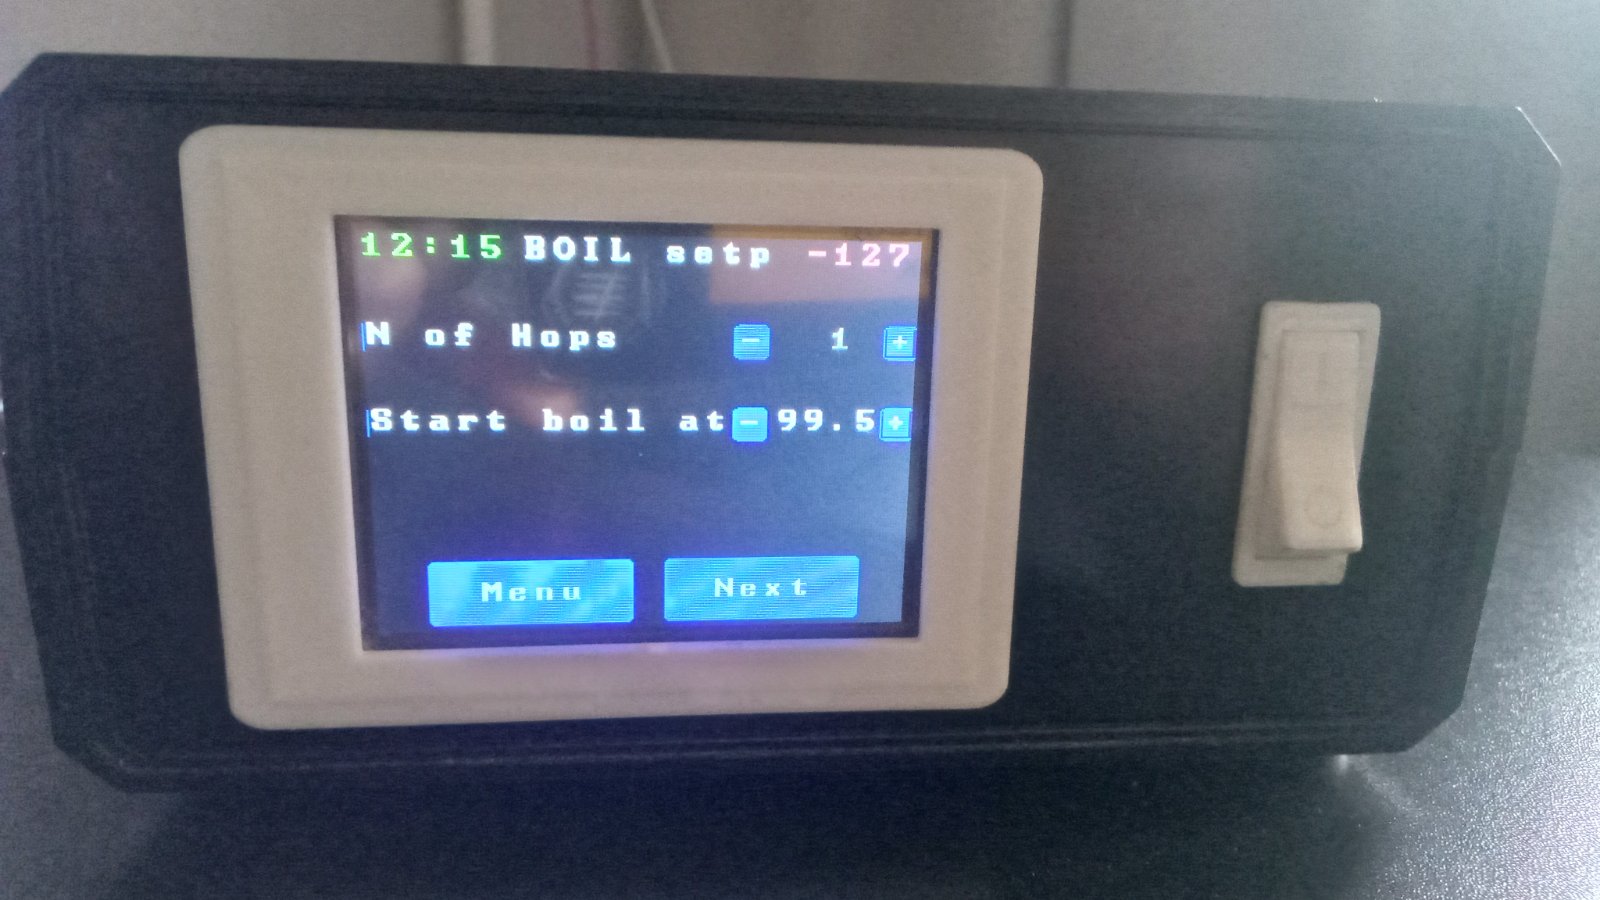 12:15 BOIL setp -127
N of Hops - 1 +
Start boil at - 99.5 +
Menu Next